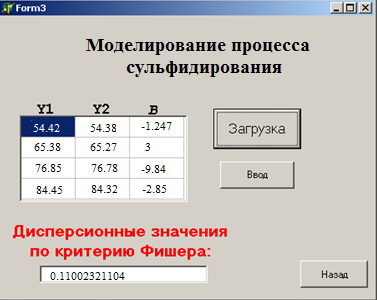 Form3
Моделирование процесса
сульфидирования
Y1 Y2 B
54.42 54.38 -1.247
65.38 65.27 3
76.85 76.78 -9.84
84.45 84.32 -2.85
Загрузка
Ввод
Дисперсионные значения
по критерию Фишера:
0.11002321104
Назад